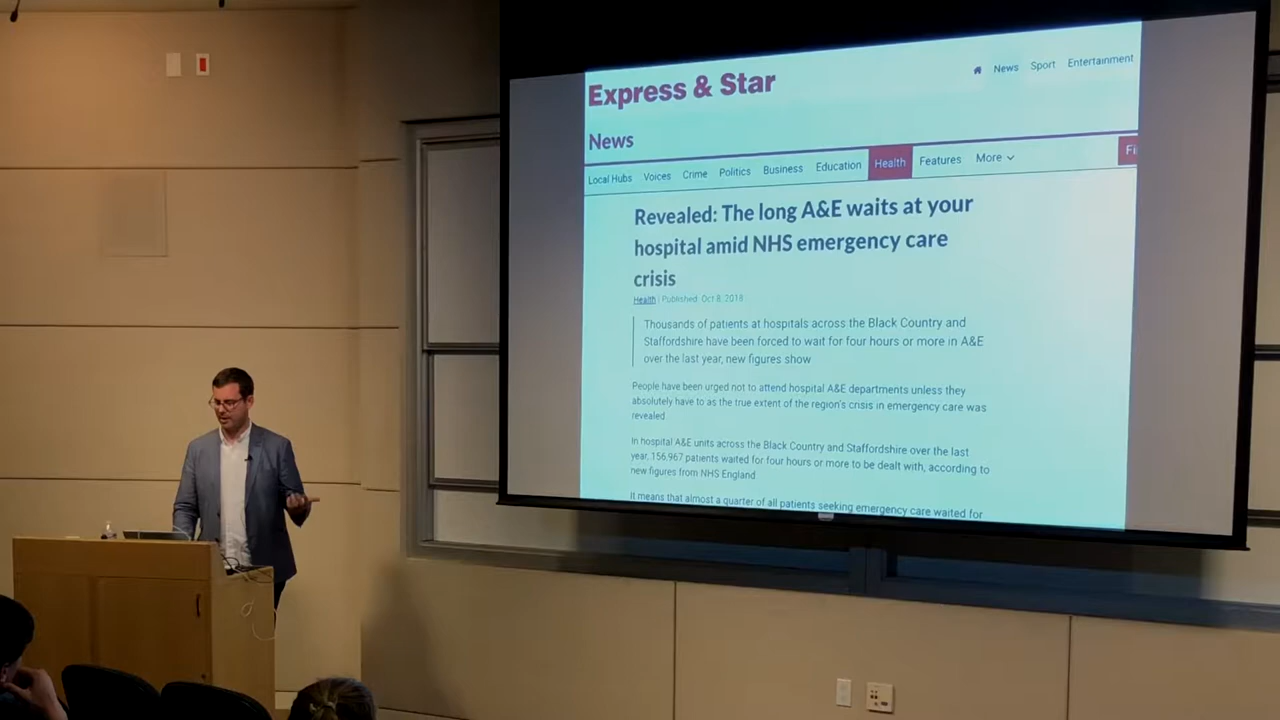 Express & Star
News Sport Entertainment
News
Local Hubs Voices Crime Politics Business Education Health Features More
Revealed: The long A&E waits at your
hospital amid NHS emergency care
crisis
Health | Published: Oct 8, 2018
Thousands of patients at hospitals across the Black Country and
Staffordshire have been forced to wait for four hours or more in A&E
over the last year, new figures show
People have been urged not to attend hospital A&E departments unless they
absolutely have to as the true extent of the region's crisis in emergency care was
revealed.
In hospital A&E units across the Black Country and Staffordshire over the last
year, 156,967 patients waited for four hours or more to be dealt with, according to
new figures from NHS England.
It means that almost a quarter of all patients seeking emergency care waited for